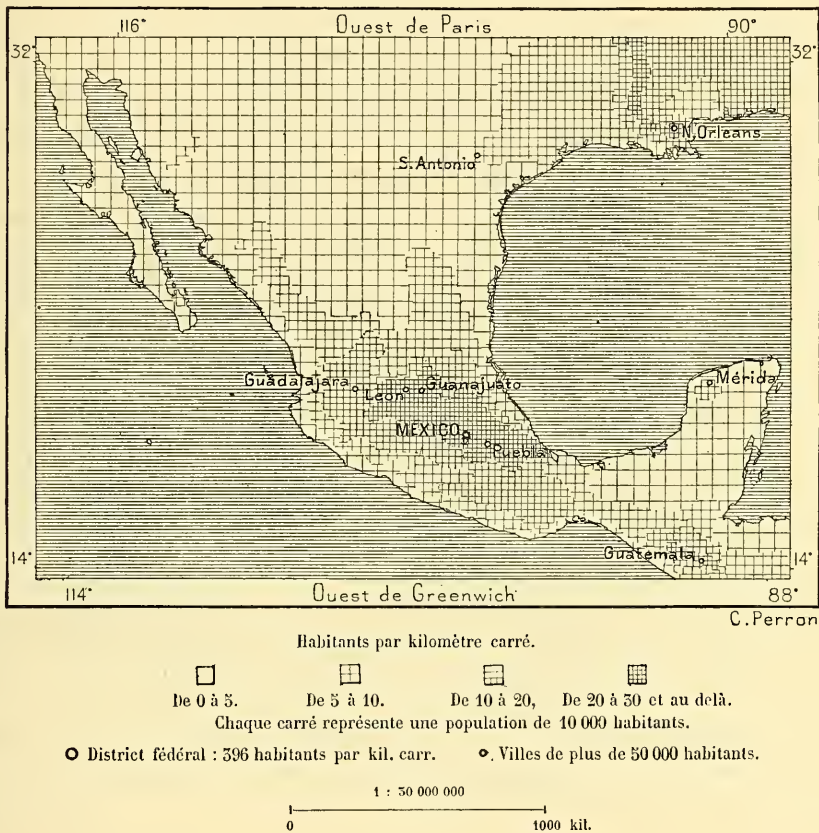 116° Ouest de Paris 90°
32° 32°
N. Orleans
S. Antonio
Guadalajara Leon Guanajuato Mérida
MEXICO
Puebla
Guatemala
14° 14°
114° Ouest de Greenwich 88°
C. Perron
Habitants par kilomètre carré.
De 0 à 5. De 5 à 10. De 10 à 20, De 20 à 30 et au delà.
Chaque carré représente une population de 10 000 habitants.
District fédéral : 396 habitants par kil. carr. Villes de plus de 50 000 habitants.
1 : 30 000 000
0 1000 kil.